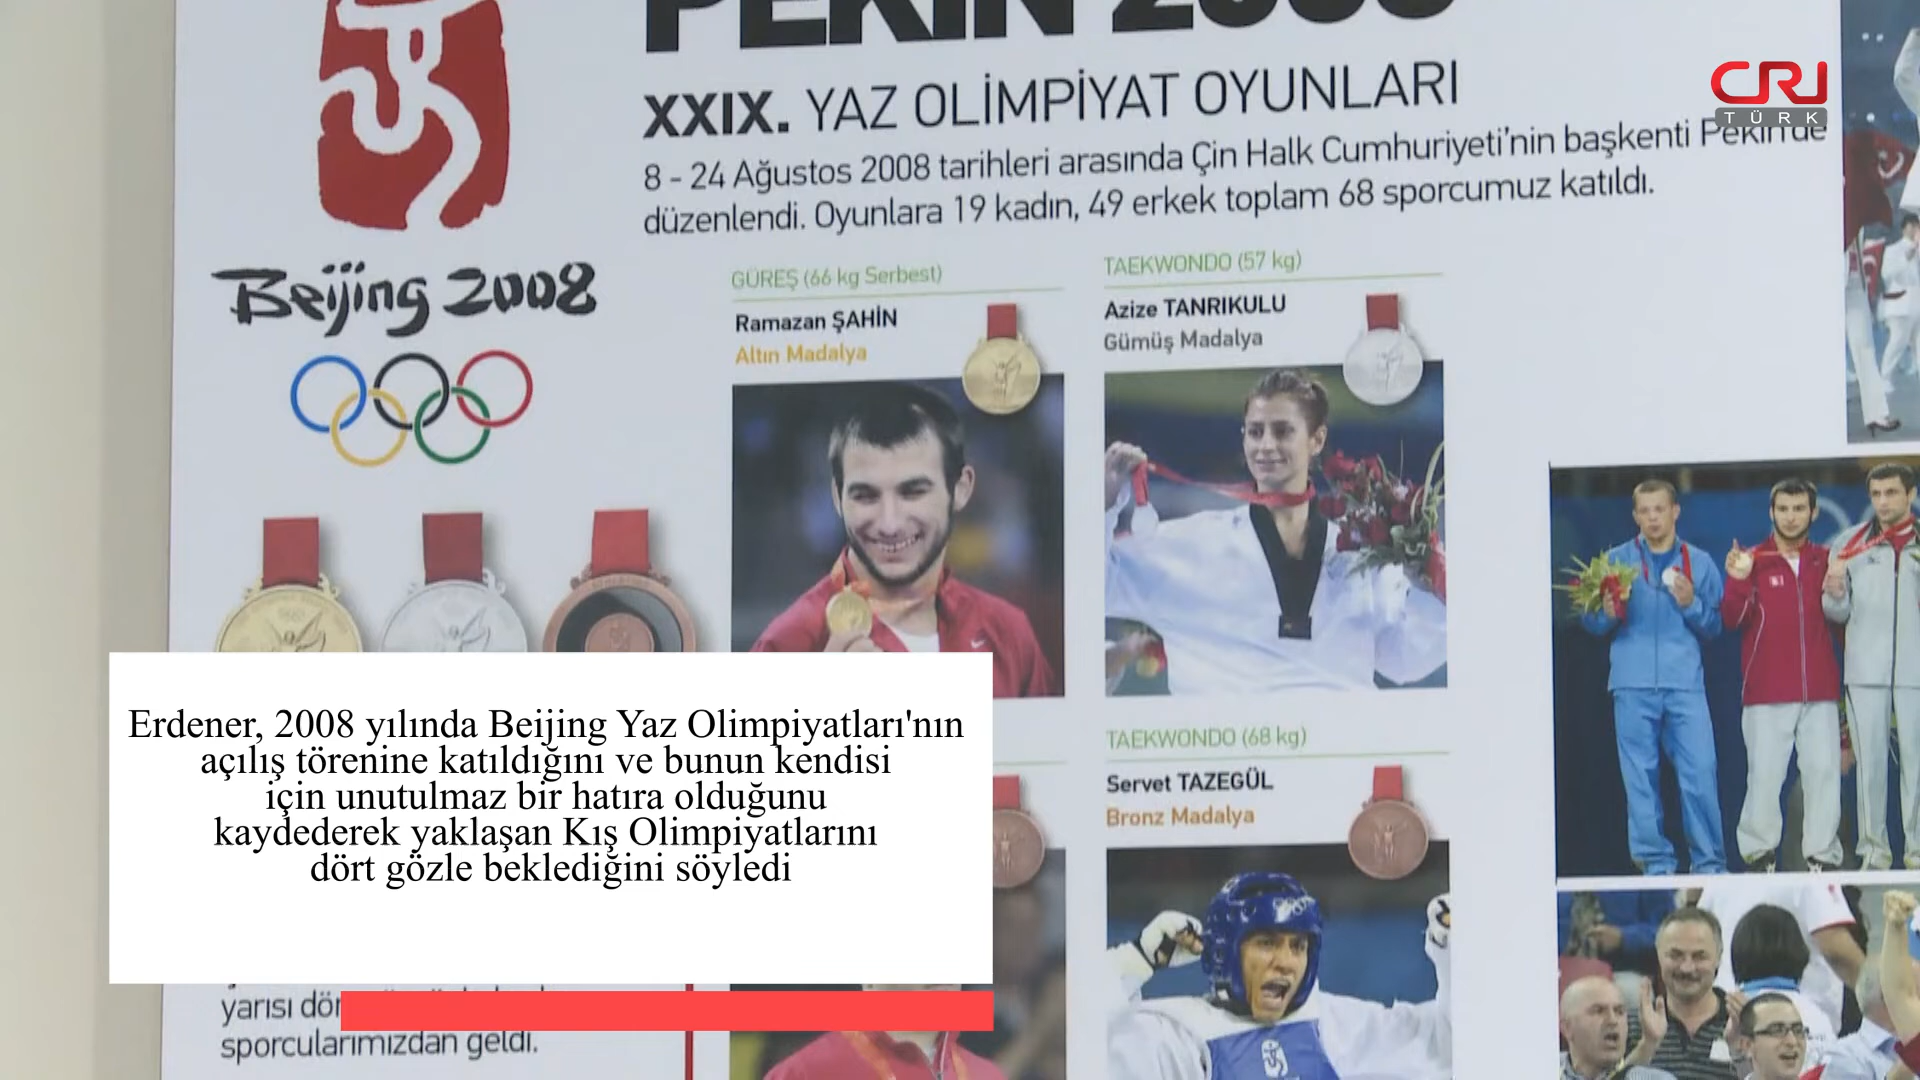 PEKİN 2008
XXIX. YAZ OLİMPİYAT OYUNLARI
8 - 24 Ağustos 2008 tarihleri arasında Çin Halk Cumhuriyeti'nin başkenti Pekin'de
düzenlendi. Oyunlara 19 kadın, 49 erkek toplam 68 sporcumuz katıldı.
CRI
TÜRK
Beijing 2008
GÜREŞ (66 kg Serbest)
Ramazan ŞAHİN
Altın Madalya
TAEKWONDO (57 kg)
Azize TANRIKULU
Gümüş Madalya
TAEKWONDO (68 kg)
Servet TAZEGÜL
Bronz Madalya
Erdener, 2008 yılında Beijing Yaz Olimpiyatları'nın
açılış törenine katıldığını ve bunun kendisi
için unutulmaz bir hatıra olduğunu
kaydederek yaklaşan Kış Olimpiyatlarını
dört gözle beklediğini söyledi
yarısı
sporcularımızdan geldi.